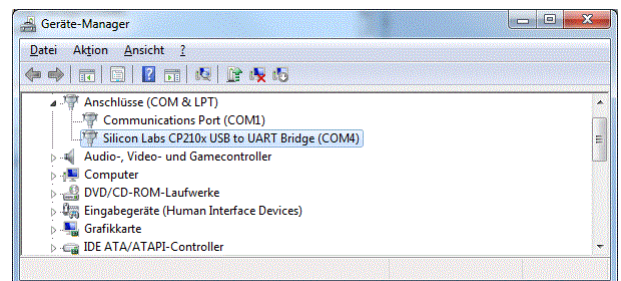 Geräte-Manager
Datei Aktion Ansicht ?
Anschlüsse (COM & LPT)
Communications Port (COM1)
Silicon Labs CP210x USB to UART Bridge (COM4)
Audio-, Video- und Gamecontroller
Computer
DVD/CD-ROM-Laufwerke
Eingabegeräte (Human Interface Devices)
Grafikkarte
IDE ATA/ATAPI-Controller